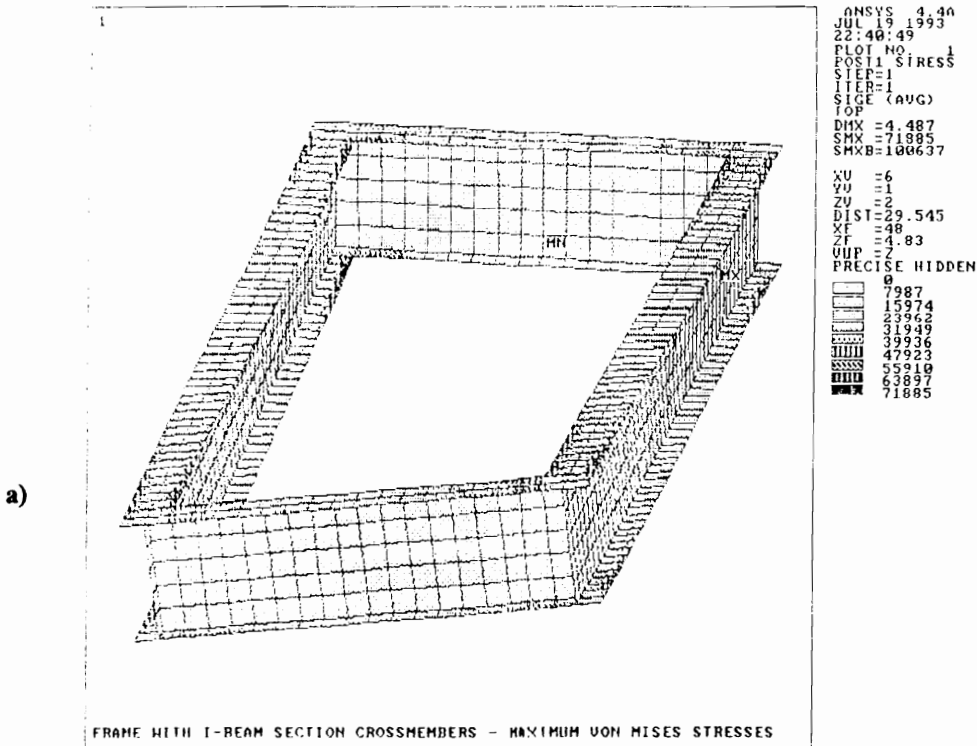 1
ANSYS 4.4A
JUL 19 1993
22:40:49
PLOT NO. 1
POST1 STRESS
STEP=1
ITER=1
SIGE (AVG)
TOP
DMX =4.487
SMX =71885
SMXB=100637
XV =6
YV =1
ZV =2
DIST=29.545
XF =48
ZF =4.83
VUP =Z
PRECISE HIDDEN
0
7987
15974
23962
31949
39936
47923
55910
63897
71885
MN
MX
a)
FRAME WITH I-BEAM SECTION CROSSMEMBERS - MAXIMUM VON MISES STRESSES